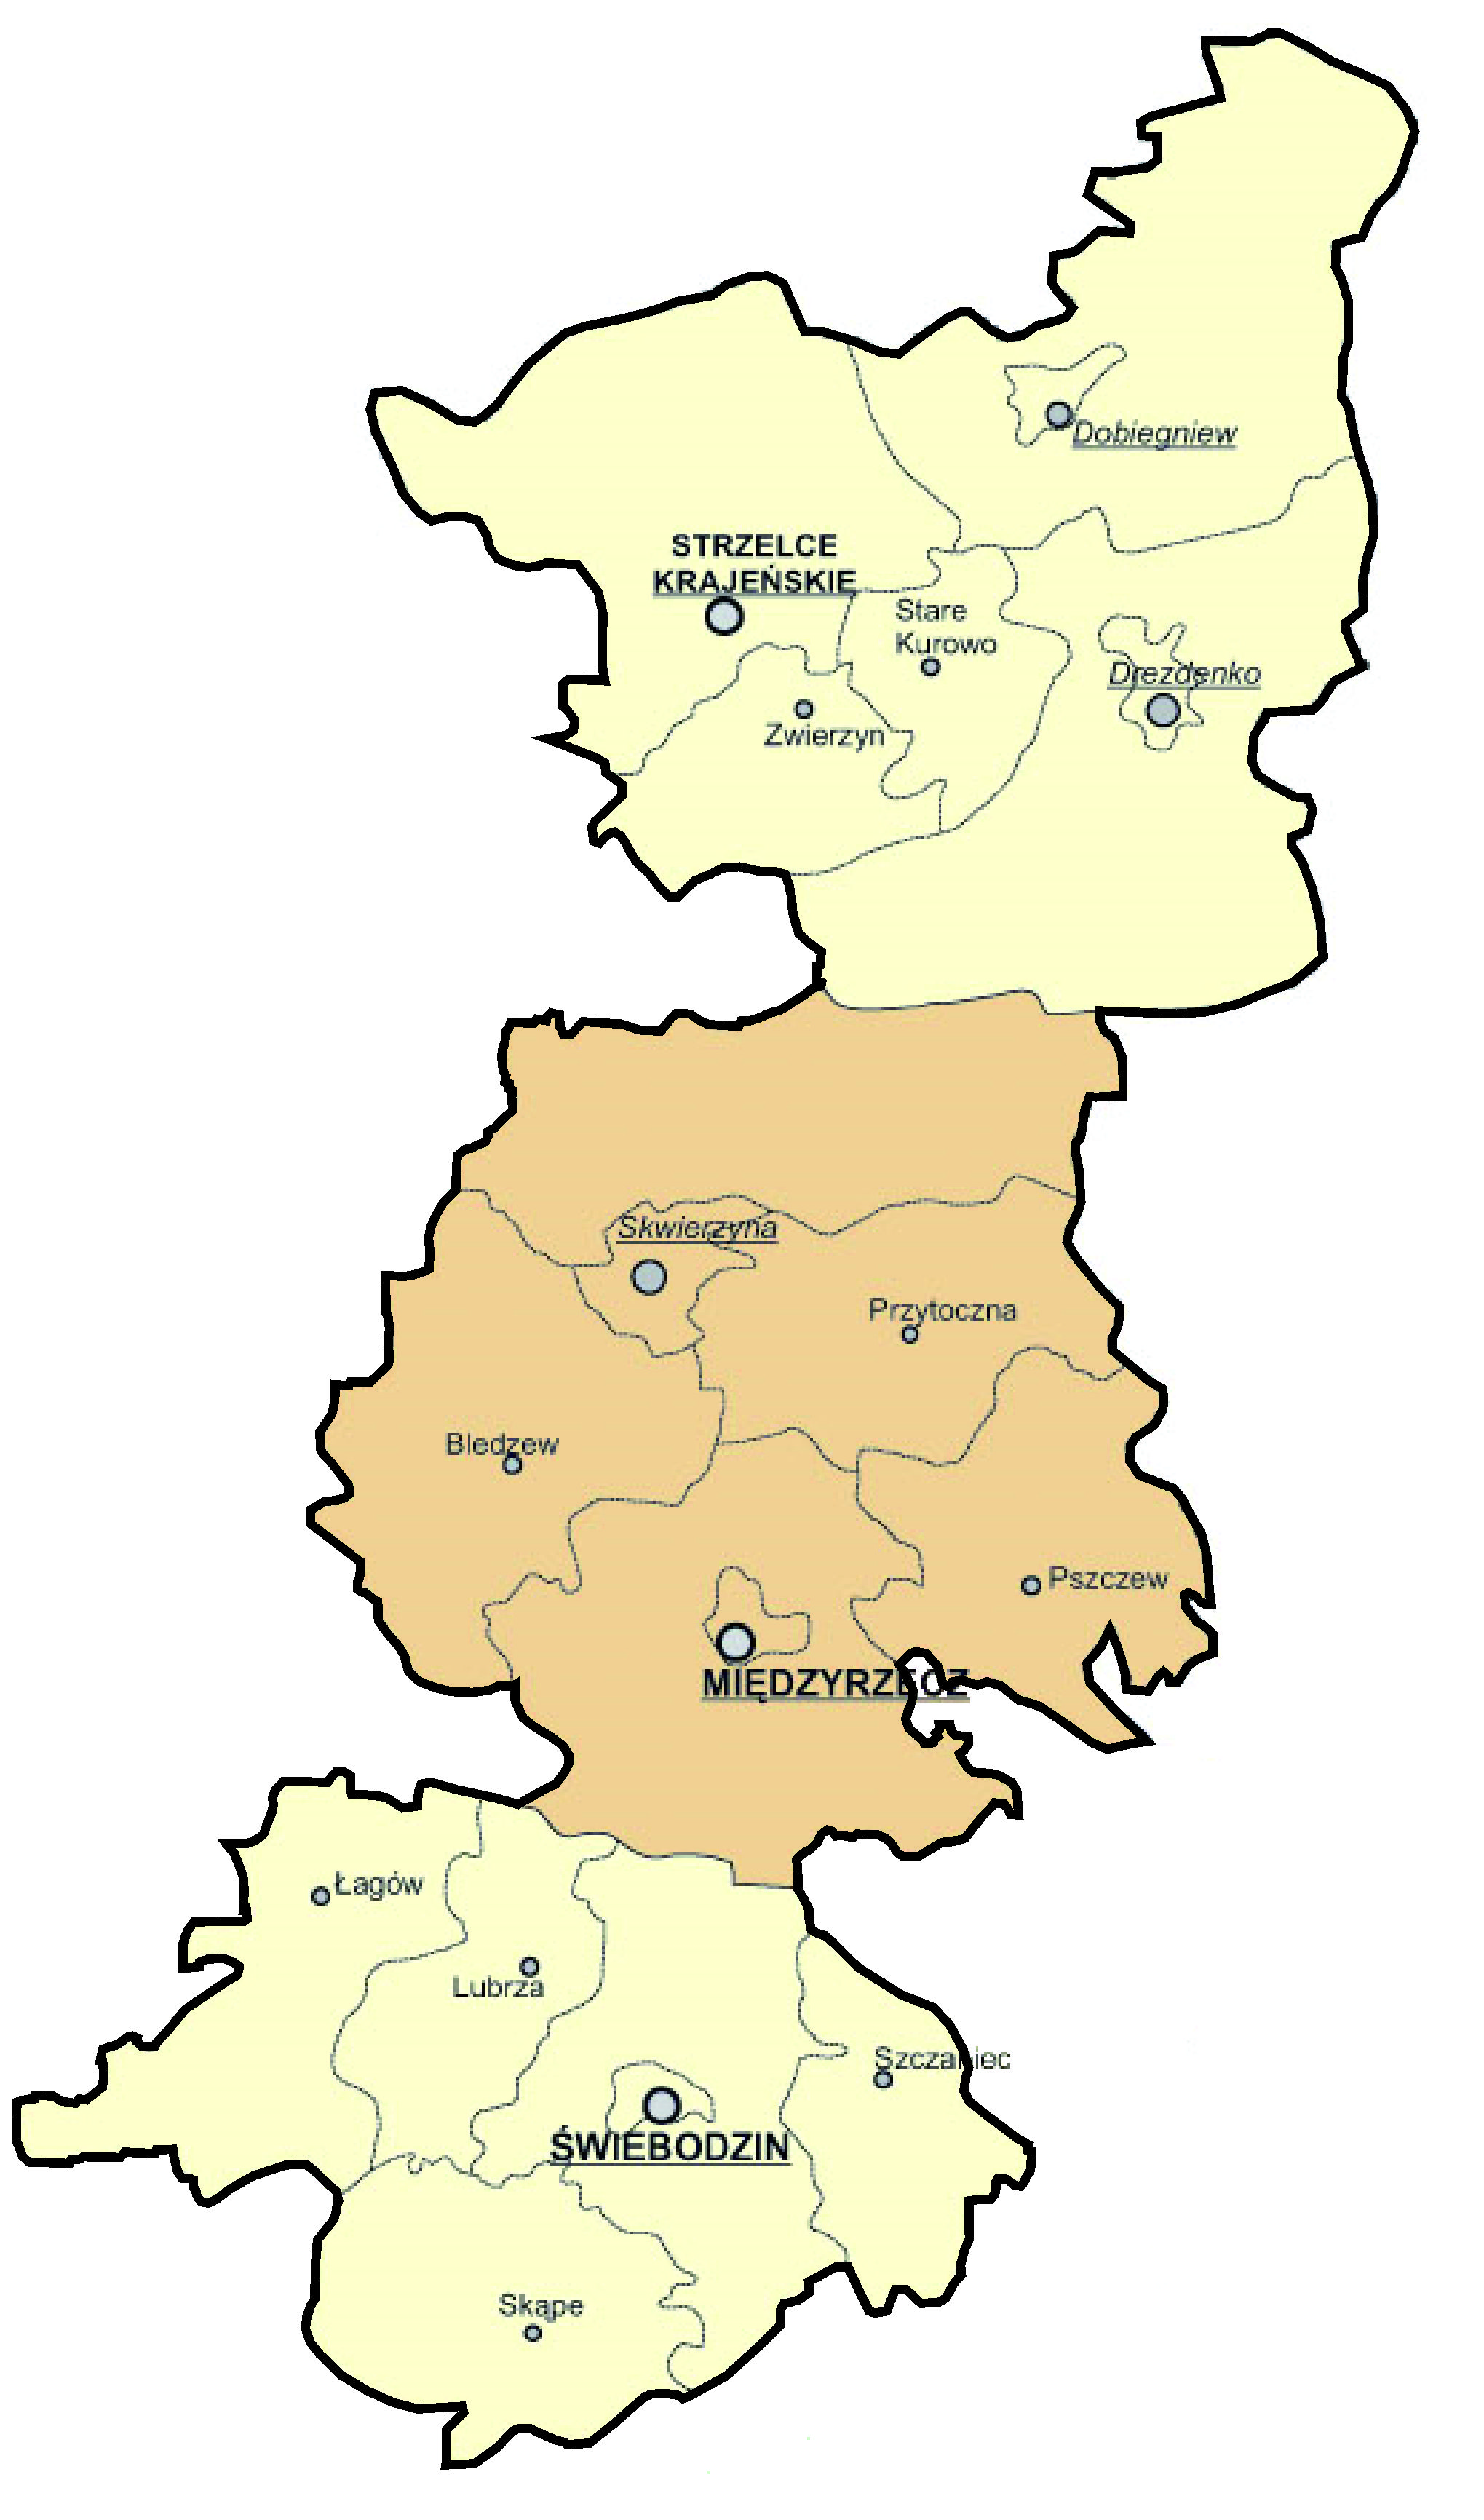 Dobiegniew
STRZELCE
KRAJEŃSKIE
Stare
Kurowo
Drezdenko
Zwierzyn
Skwierzyna
Przytoczna
Bledzew
Pszczew
MIĘDZYRZECZ
Łagów
Lubrza
Szczaniec
ŚWIEBODZIN
Skąpe